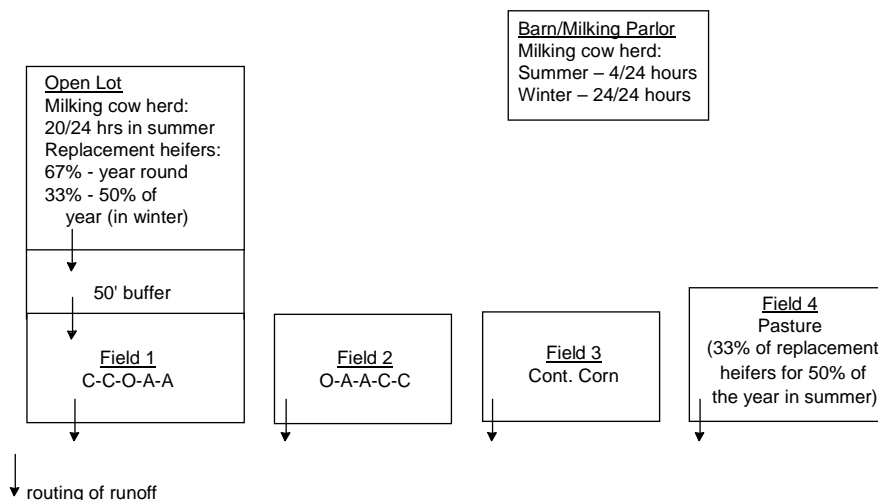 Barn/Milking Parlor
Milking cow herd:
Summer – 4/24 hours
Winter – 24/24 hours
Open Lot
Milking cow herd:
20/24 hrs in summer
Replacement heifers:
67% - year round
33% - 50% of
year (in winter)
50' buffer
Field 1
C-C-O-A-A
Field 2
O-A-A-C-C
Field 3
Cont. Corn
Field 4
Pasture
(33% of replacement
heifers for 50% of
the year in summer)
routing of runoff